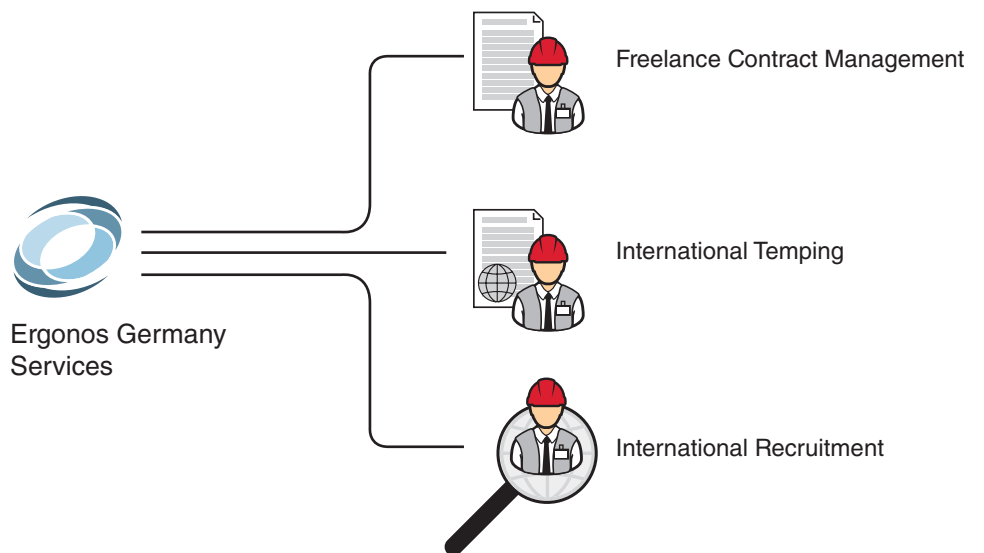 Freelance Contract Management
International Temping
Ergonos Germany
Services
International Recruitment